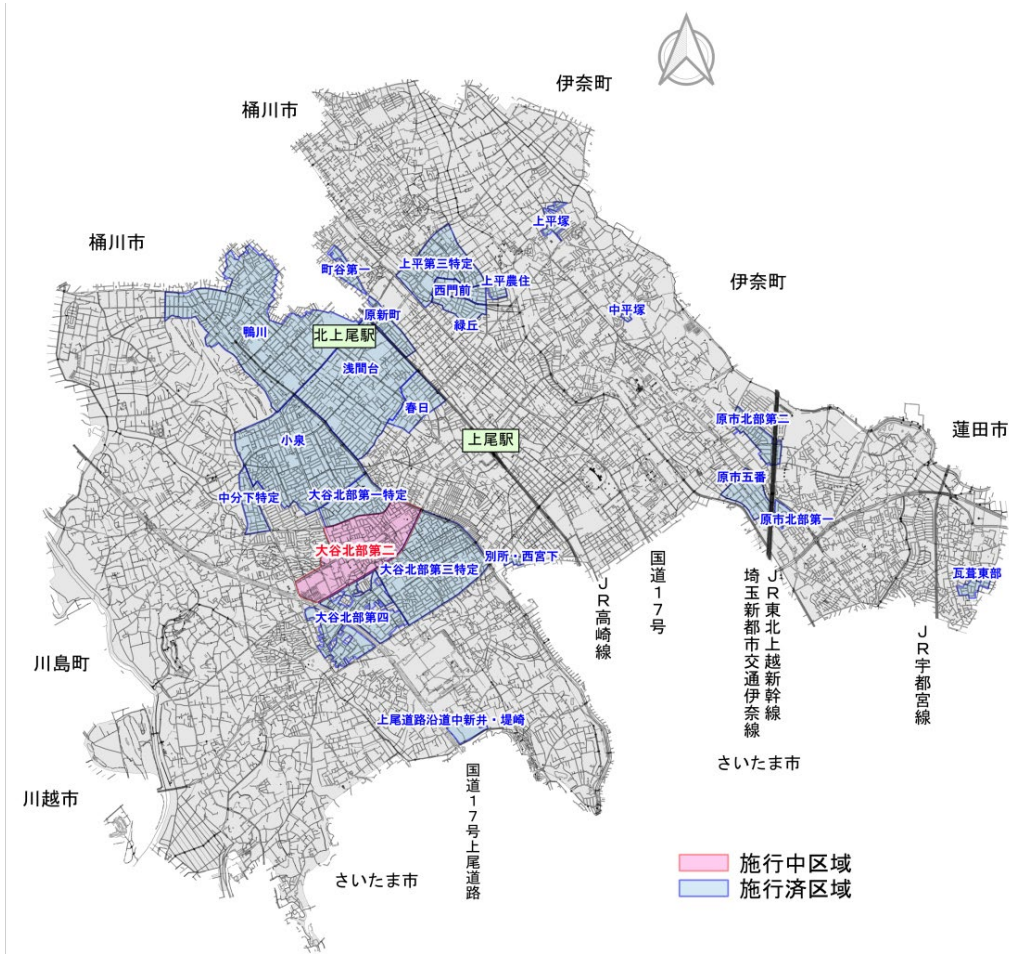 伊奈町
桶川市
上平塚
桶川市
町谷第一
上平第三特定
上平農住
西門前
伊奈町
原新町
緑丘
中平塚
鴨川
北上尾駅
浅間台
春日
原市北部第二
蓮田市
小泉
上尾駅
原市五番
中分下特定
大谷北部第一特定
原市北部第一
大谷北部第二
別所・西宮下
大谷北部第三特定
瓦葺東部
大谷北部第四
JR高崎線
国道17号
埼玉新都市交通伊奈線
JR東北上越新幹線
JR宇都宮線
川島町
上尾道路沿道中新井・堤崎
さいたま市
川越市
国道17号上尾道路
さいたま市
施行中区域
施行済区域